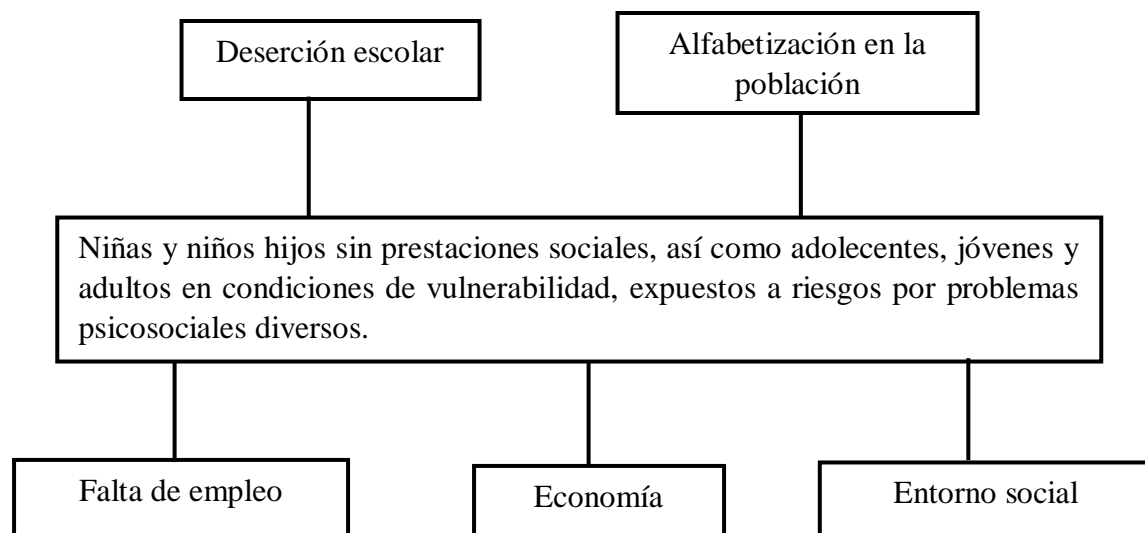 Deserción escolar
Alfabetización en la
población
Niñas y niños hijos sin prestaciones sociales, así como adolecentes, jóvenes y
adultos en condiciones de vulnerabilidad, expuestos a riesgos por problemas
psicosociales diversos.
Falta de empleo
Economía
Entorno social